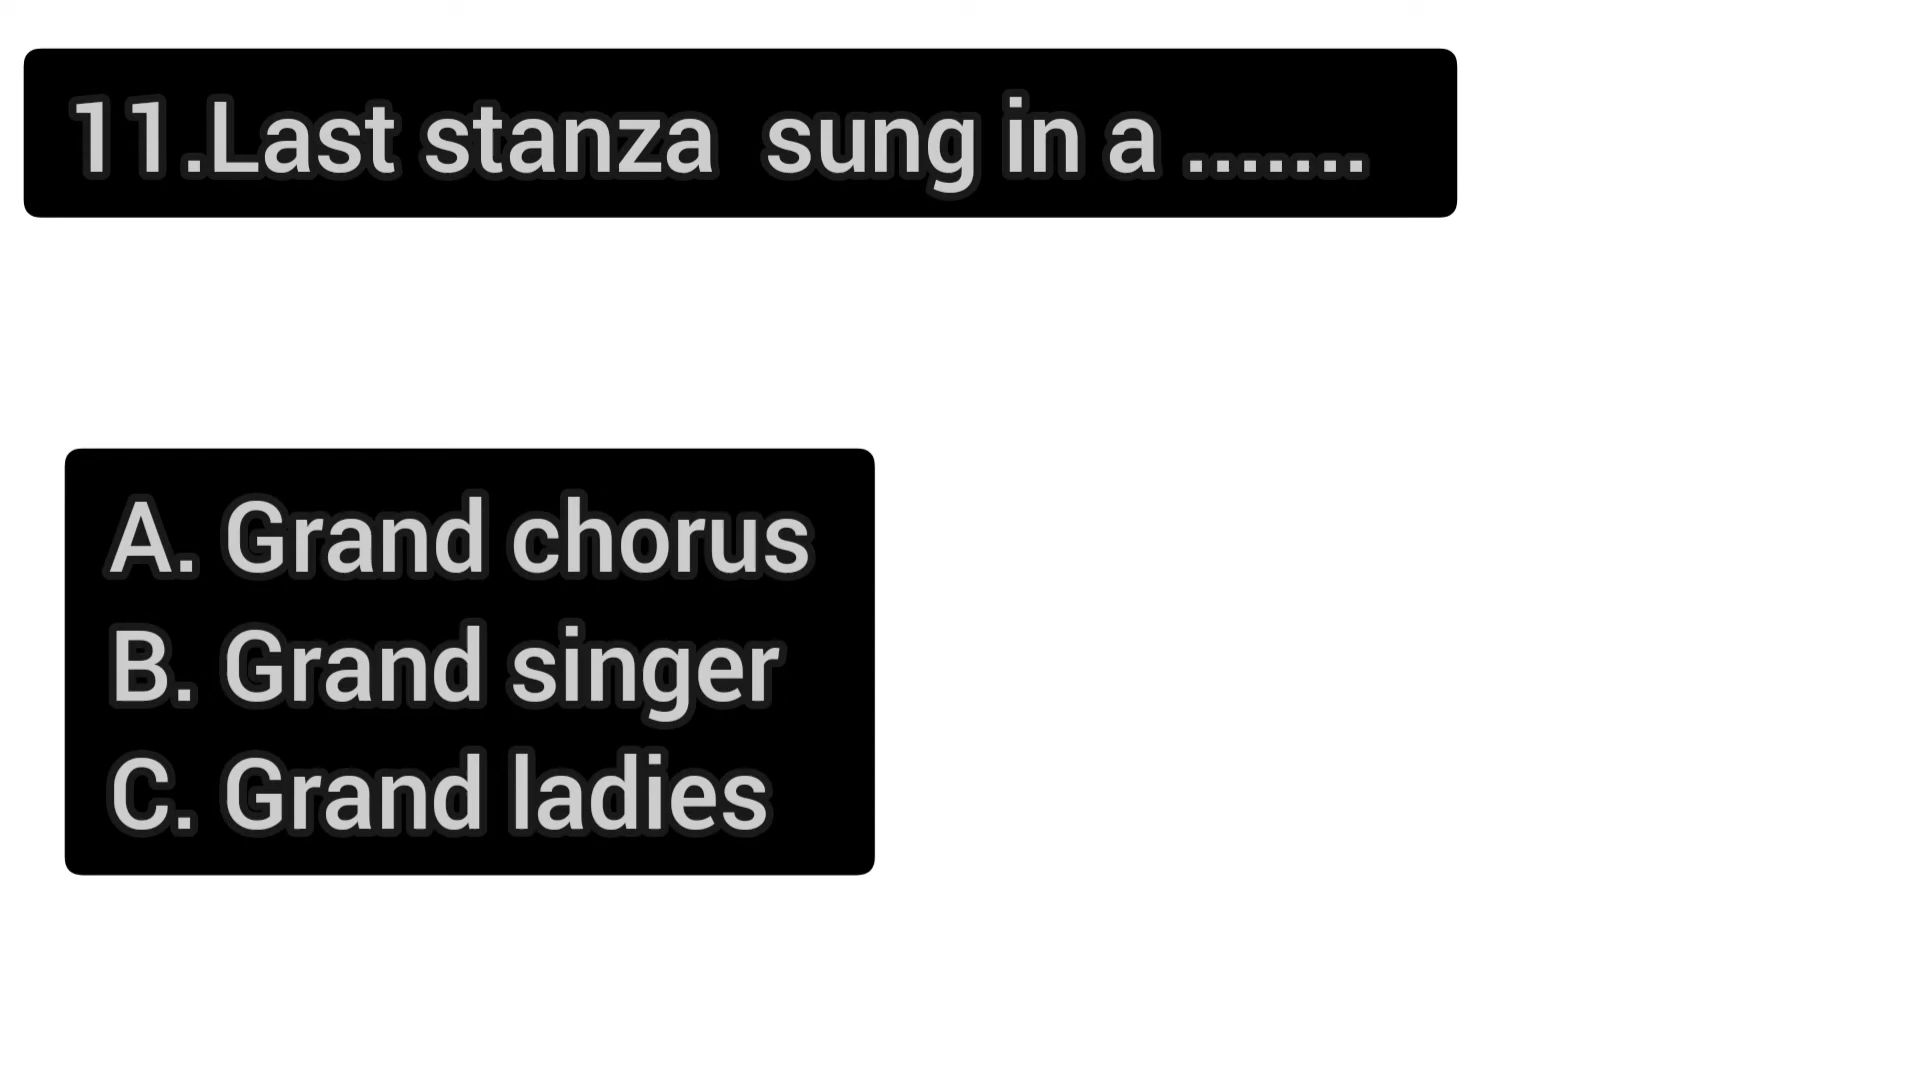 11.Last stanza  sung in a .......
A. Grand chorus
B. Grand singer
C. Grand ladies